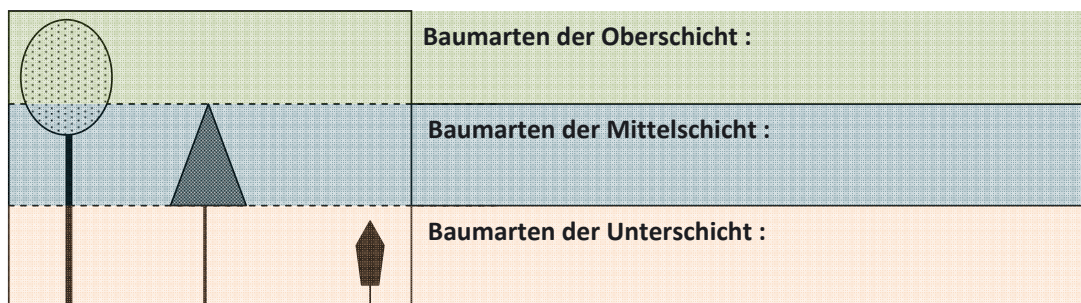 Baumarten der Oberschicht :
Baumarten der Mittelschicht :
Baumarten der Unterschicht :